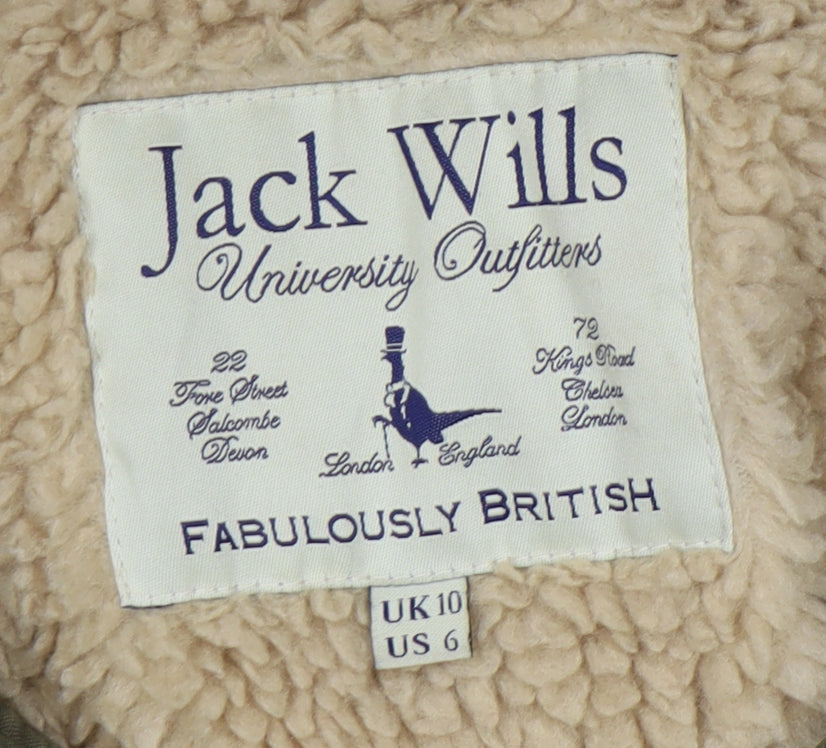 Jack Wills
University Outfitters
22
Fore Street
Salcombe
Devon
72
Kings Road
Chelsea
London
London England
FABULOUSLY BRITISH
UK 10
US 6